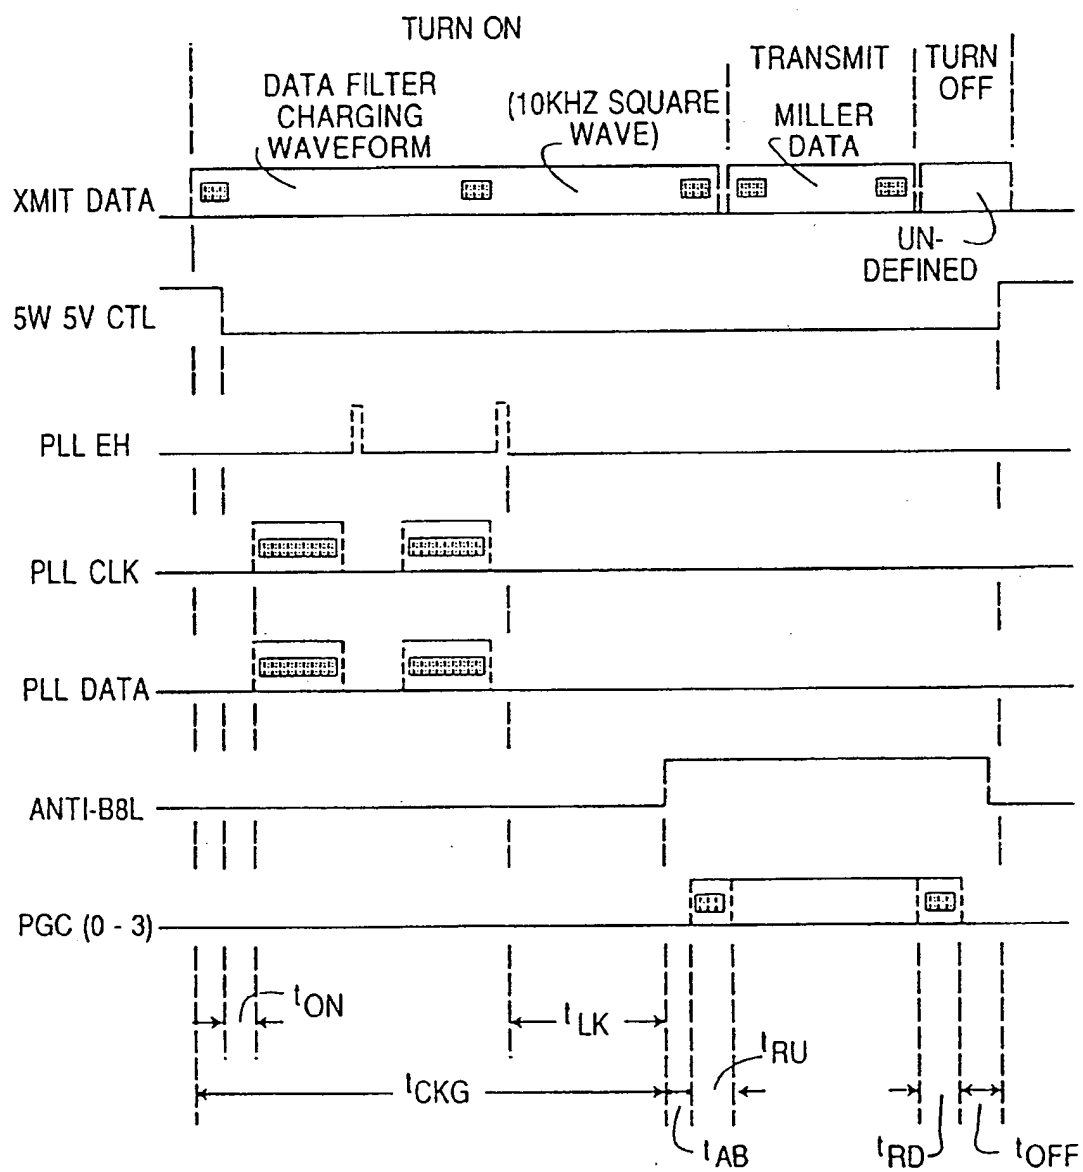 TURN ON
TRANSMIT
TURN
OFF
DATA FILTER
CHARGING
WAVEFORM
(10KHZ SQUARE
WAVE)
MILLER
DATA
XMIT DATA
UN-
DEFINED
5W 5V CTL
PLL EH
PLL CLK
PLL DATA
ANTI-B8L
PGC (0 - 3)
tON
tLK
tRU
tCKG
tAB
tRD
tOFF